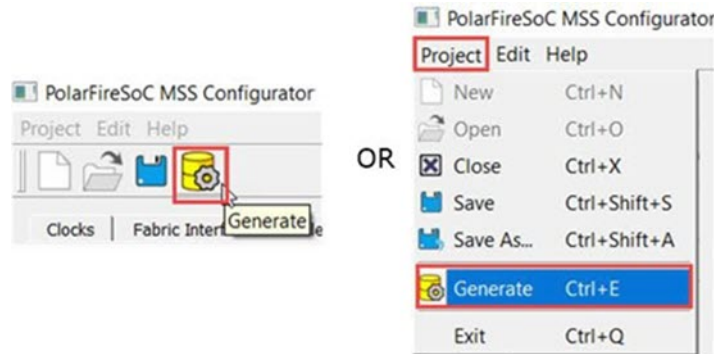 PolarFireSoC MSS Configurator
Project Edit Help
Generate
Clocks Fabric Inter
OR
PolarFireSoC MSS Configurator
Project Edit Help
New Ctrl+N
Open Ctrl+O
Close Ctrl+X
Save Ctrl+Shift+S
Save As... Ctrl+Shift+A
Generate Ctrl+E
Exit Ctrl+Q